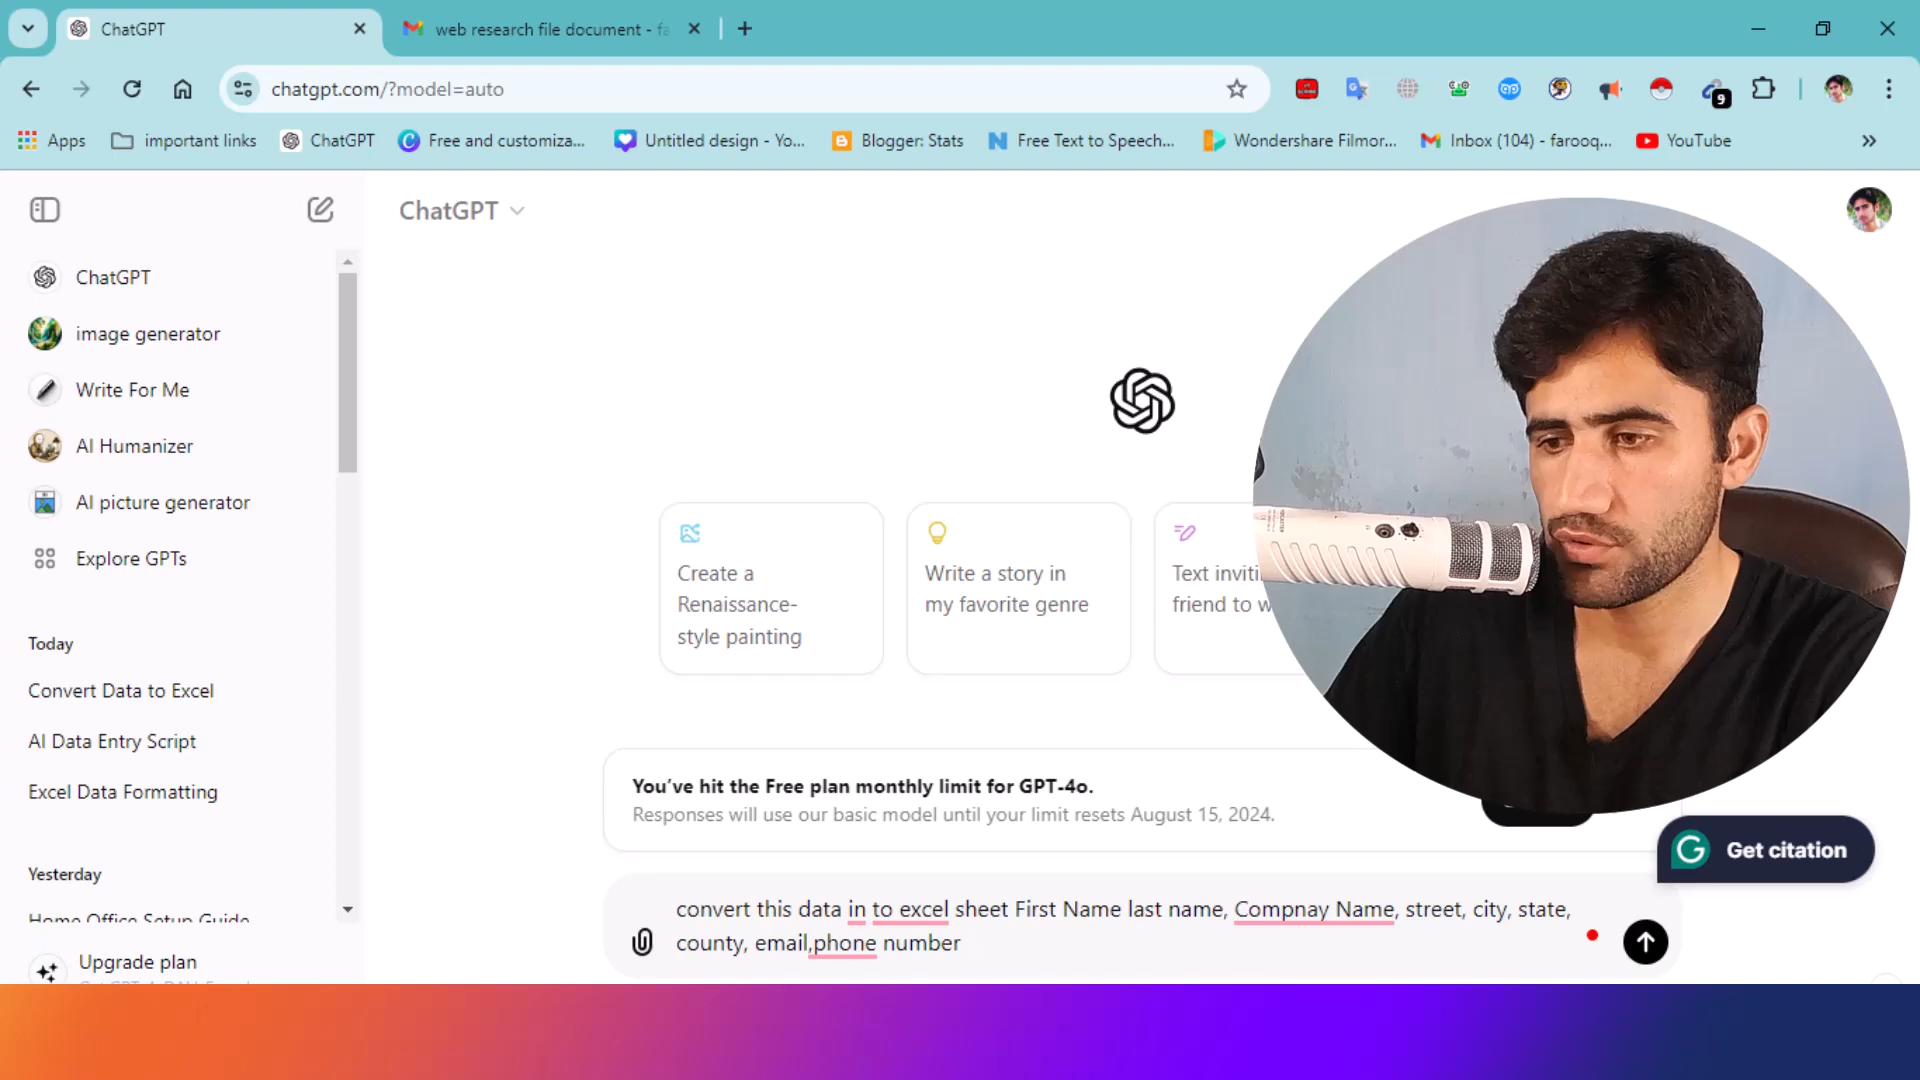 ChatGPT
web research file document - fa
chatgpt.com/?model=auto
9
Apps
important links
ChatGPT
Free and customiza...
Untitled design - Yo...
Blogger: Stats
Free Text to Speech...
Wondershare Filmor...
Inbox (104) - farooq...
YouTube
ChatGPT
ChatGPT
image generator
Write For Me
AI Humanizer
AI picture generator
Explore GPTs
Today
Convert Data to Excel
AI Data Entry Script
Excel Data Formatting
Yesterday
Home Office Setup Guide
Upgrade plan
Create a
Renaissance-
style painting
Write a story in
my favorite genre
Text inviti
friend to w
You've hit the Free plan monthly limit for GPT-4o.
Responses will use our basic model until your limit resets August 15, 2024.
Get citation
convert this data in to excel sheet First Name last name, Compnay Name, street, city, state,
county, email,phone number